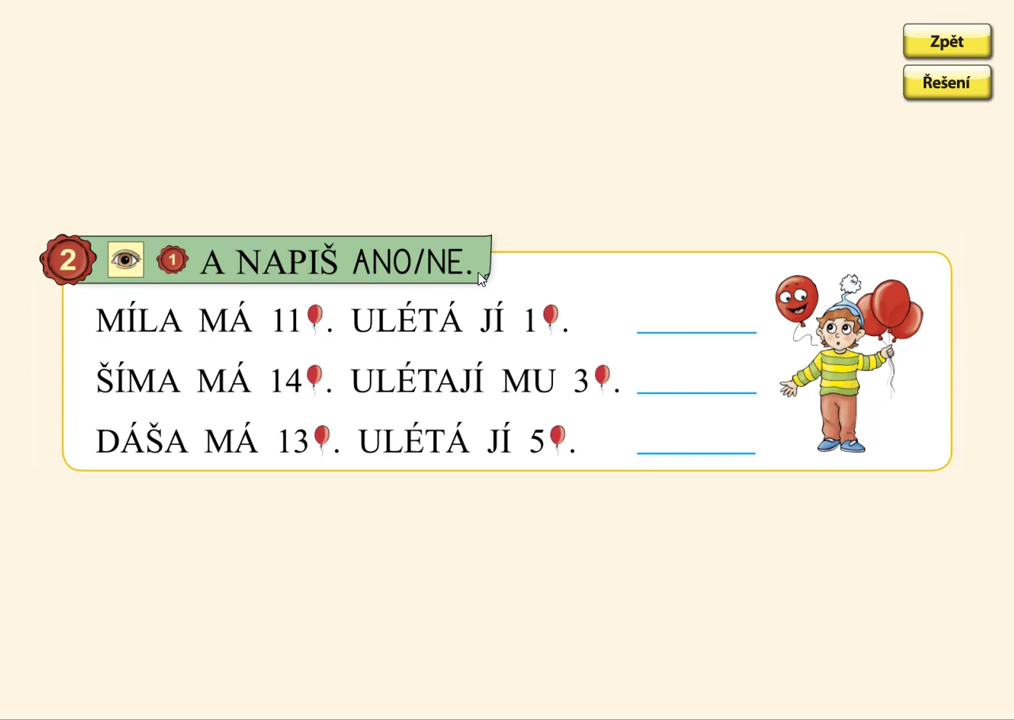 Zpět
Řešení
2 1 A NAPIŠ ANO/NE.
MÍLA MÁ 11. ULÉTÁ JÍ 1.
ŠÍMA MÁ 14. ULÉTAJÍ MU 3.
DÁŠA MÁ 13. ULÉTÁ JÍ 5.